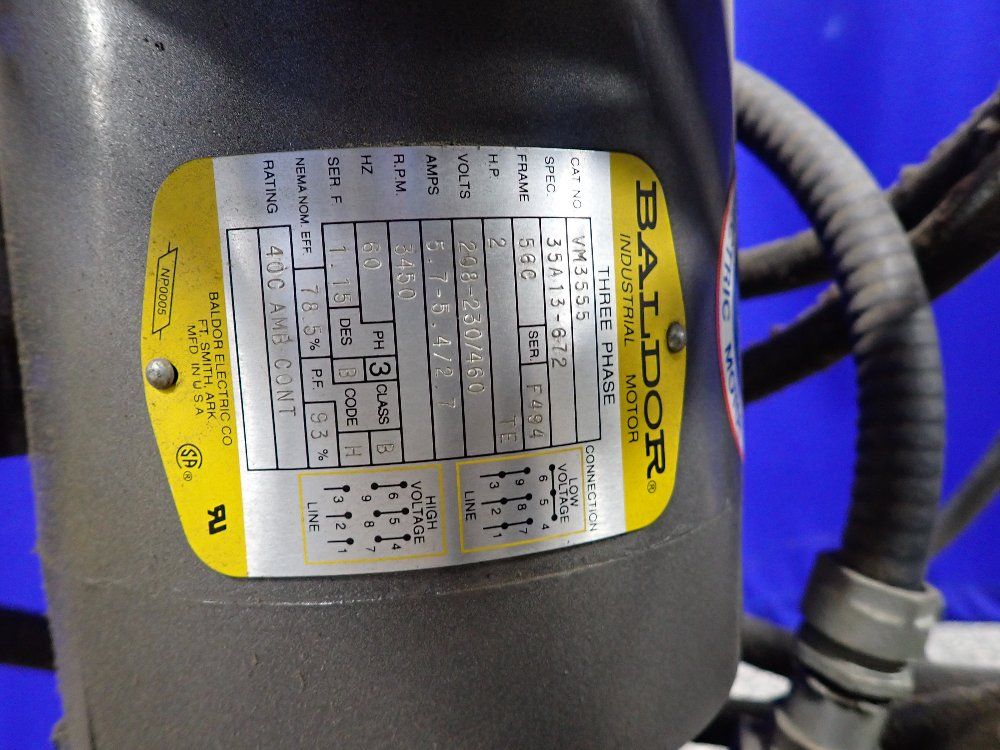 BALDOR®
INDUSTRIAL MOTOR
THREE PHASE
CAT NO VM3555
SPEC. 35A13-672
FRAME 56C SER. F494
H.P. 2 TE
VOLTS 208-230/460
AMPS 5.7-5.4/2.7
R.P.M. 3450
HZ 60 PH 3 CLASS B
SER. F. 1.15 DES B CODE H
NEMA NOM. EFF. 78.5% P.F. 93%
RATING 40C AMB CONT
CONNECTION
LOW
VOLTAGE
6 5 4
9 8 7
3 2 1
LINE
HIGH
VOLTAGE
6 5 4
9 8 7
3 2 1
LINE
NP0005
BALDOR ELECTRIC CO
FT. SMITH, ARK.
MFD IN U S A
SA®
TRIC MOT